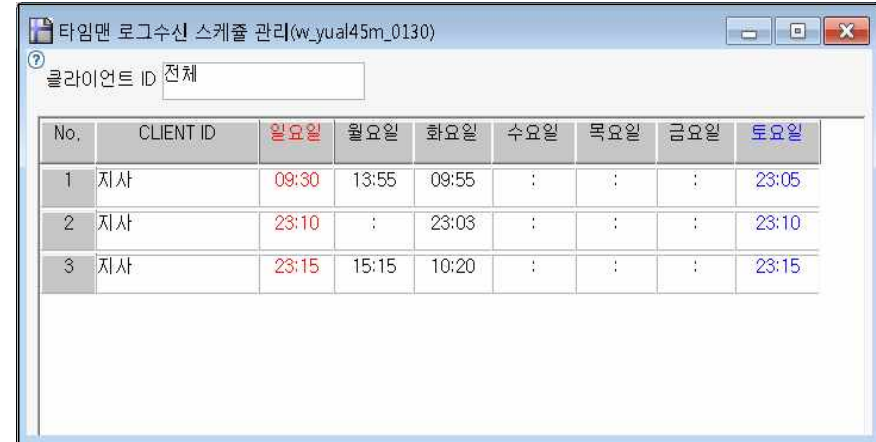 타임맨 로그수신 스케쥴 관리(w_yual45m_0130)
클라이언트 ID 전체
No, CLIENT ID 일요일 월요일 화요일 수요일 목요일 금요일 토요일
1 지사 09:30 13:55 09:55 : : : 23:05
2 지사 23:10 : 23:03 : : : 23:10
3 지사 23:15 15:15 10:20 : : : 23:15